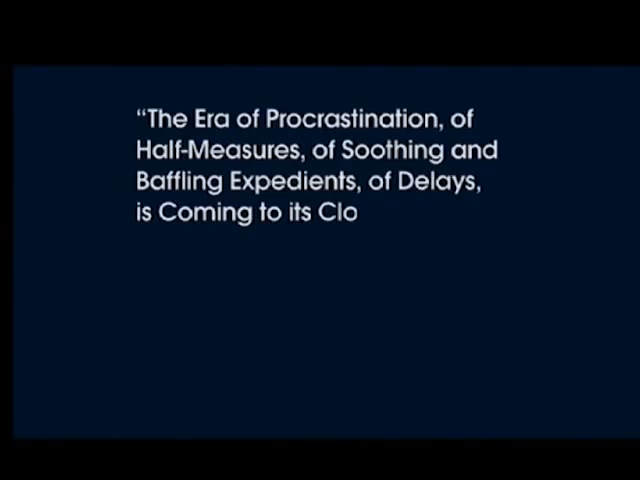 “The Era of Procrastination, of
Half-Measures, of Soothing and
Baffling Expedients, of Delays,
is Coming to its Clo